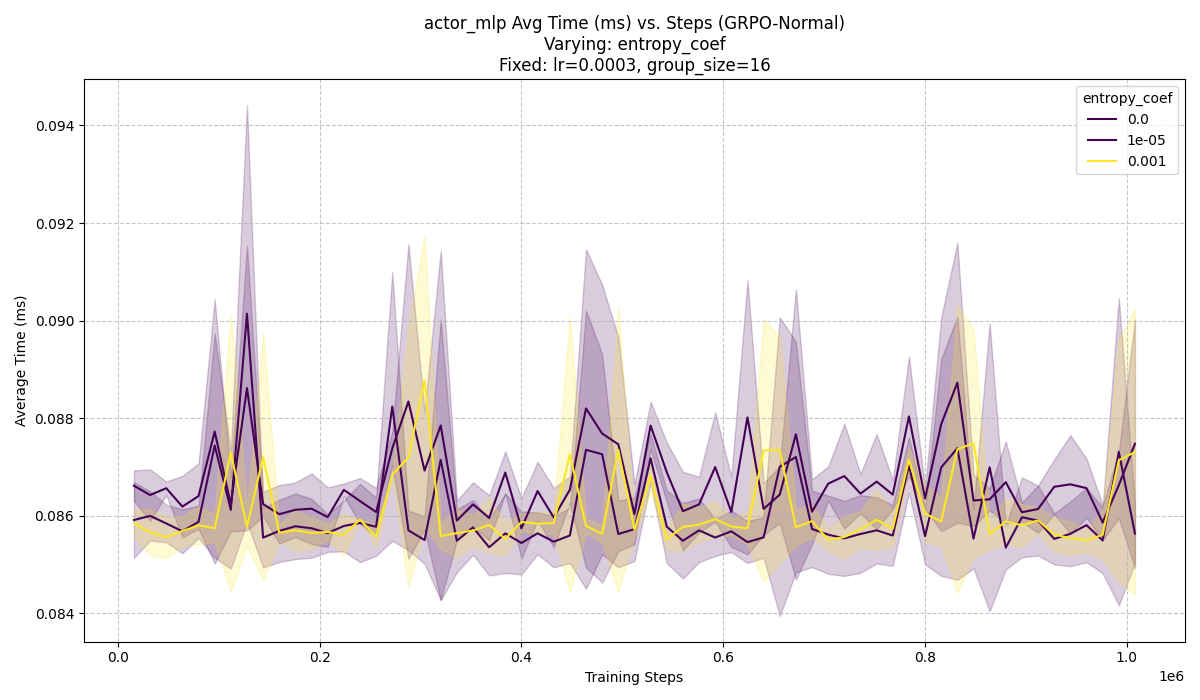 actor_mlp Avg Time (ms) vs. Steps (GRPO-Normal)
Varying: entropy_coef
Fixed: lr=0.0003, group_size=16
entropy_coef
0.0
1e-05
0.001
Average Time (ms)
0.094
0.092
0.090
0.088
0.086
0.084
0.0
0.2
0.4
0.6
0.8
1.0
1e6
Training Steps